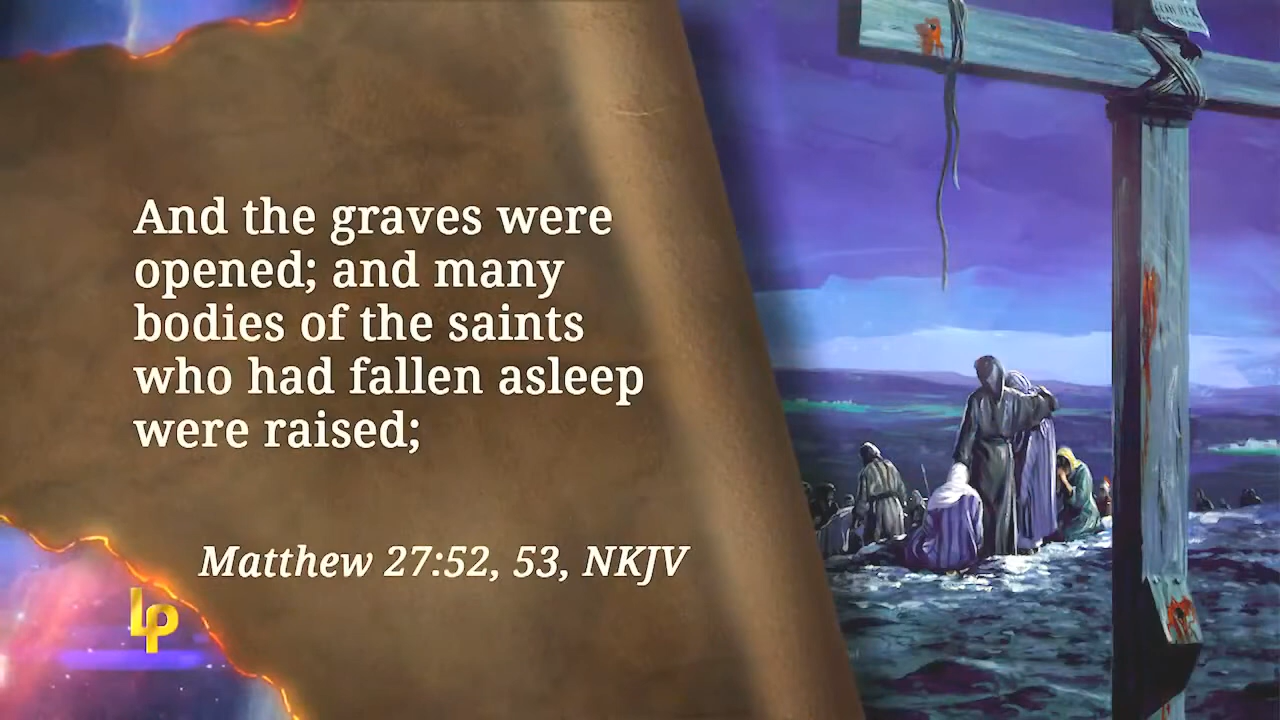 And the graves were
opened; and many
bodies of the saints
who had fallen asleep
were raised;
Matthew 27:52, 53, NKJV
LP